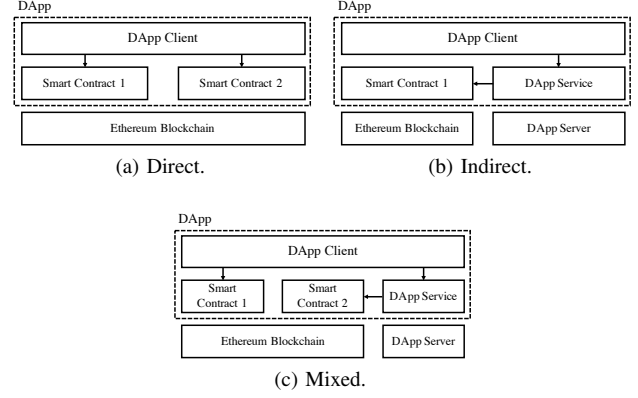 DApp
DApp Client
Smart Contract 1
Smart Contract 2
Ethereum Blockchain
(a) Direct.
DApp
DApp Client
Smart Contract 1
DApp Service
Ethereum Blockchain
DApp Server
(b) Indirect.
DApp
DApp Client
Smart
Contract 1
Smart
Contract 2
DApp Service
Ethereum Blockchain
DApp Server
(c) Mixed.